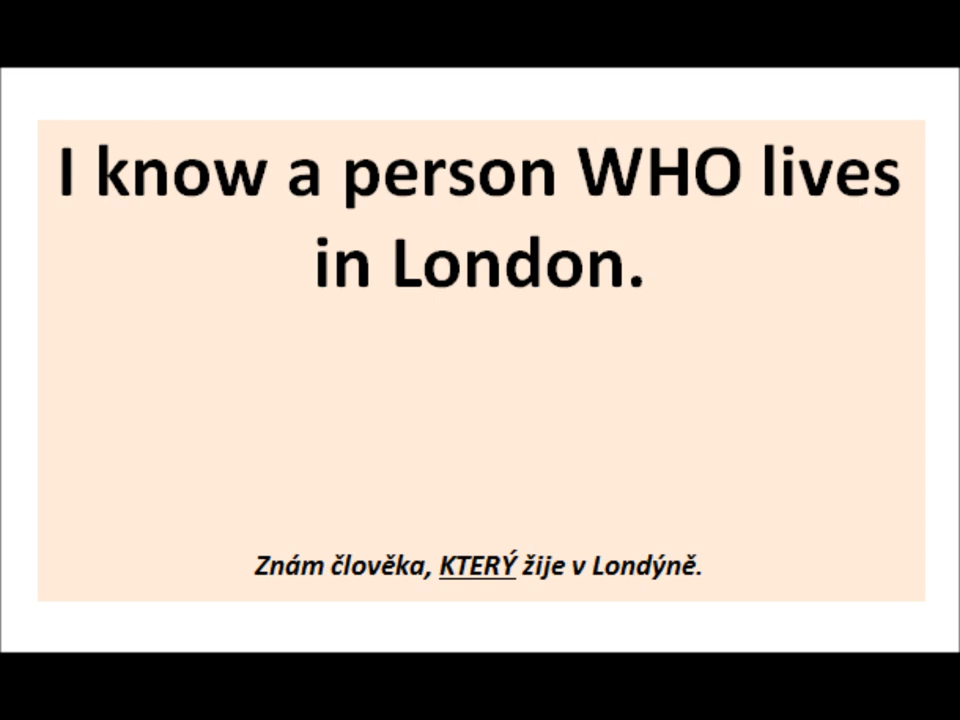 I know a person WHO lives
in London.
Znám člověka, KTERÝ žije v Londýně.